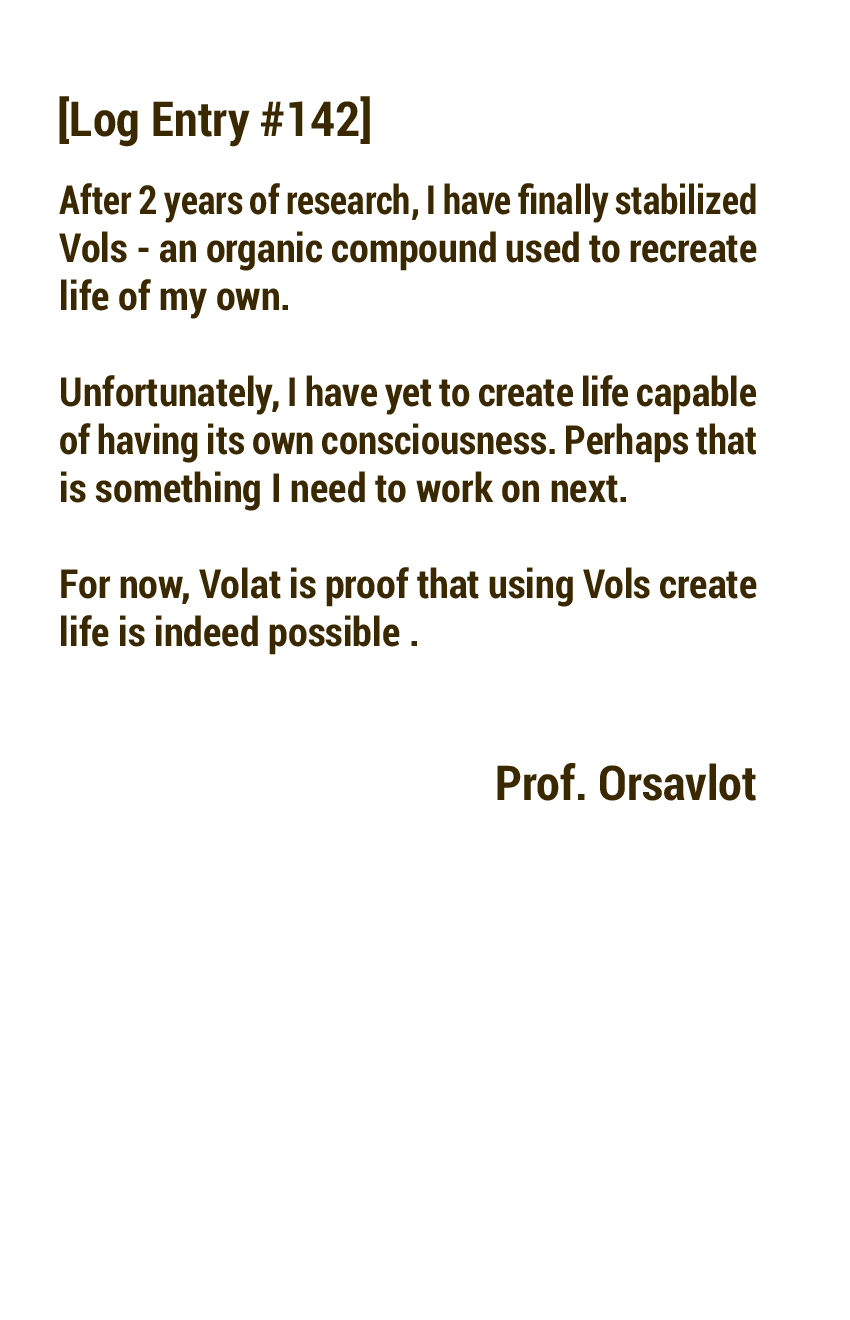 [Log Entry #142]
After 2 years of research, I have finally stabilized
Vols - an organic compound used to recreate
life of my own.
Unfortunately, I have yet to create life capable
of having its own consciousness. Perhaps that
is something I need to work on next.
For now, Volat is proof that using Vols create
life is indeed possible .
Prof. Orsavlot